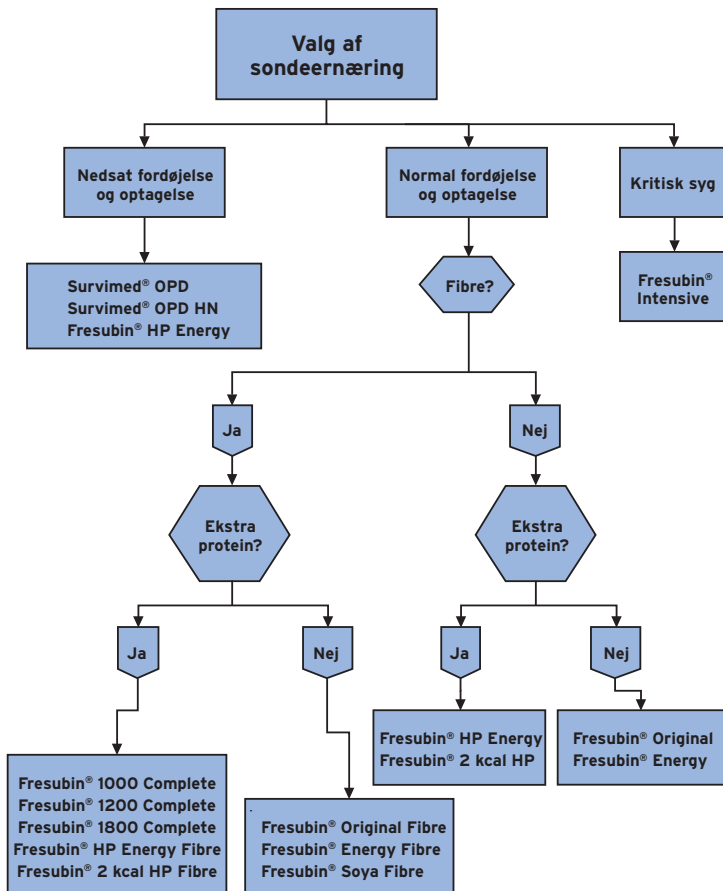 Valg af
sondeernæring
Nedsat fordøjelse
og optagelse
Normal fordøjelse
og optagelse
Kritisk syg
Survimed® OPD
Survimed® OPD HN
Fresubin® HP Energy
Fibre?
Fresubin®
Intensive
Ja
Nej
Ekstra
protein?
Ekstra
protein?
Ja
Nej
Ja
Nej
Fresubin® HP Energy
Fresubin® 2 kcal HP
Fresubin® Original
Fresubin® Energy
Fresubin® 1000 Complete
Fresubin® 1200 Complete
Fresubin® 1800 Complete
Fresubin® HP Energy Fibre
Fresubin® 2 kcal HP Fibre
Fresubin® Original Fibre
Fresubin® Energy Fibre
Fresubin® Soya Fibre